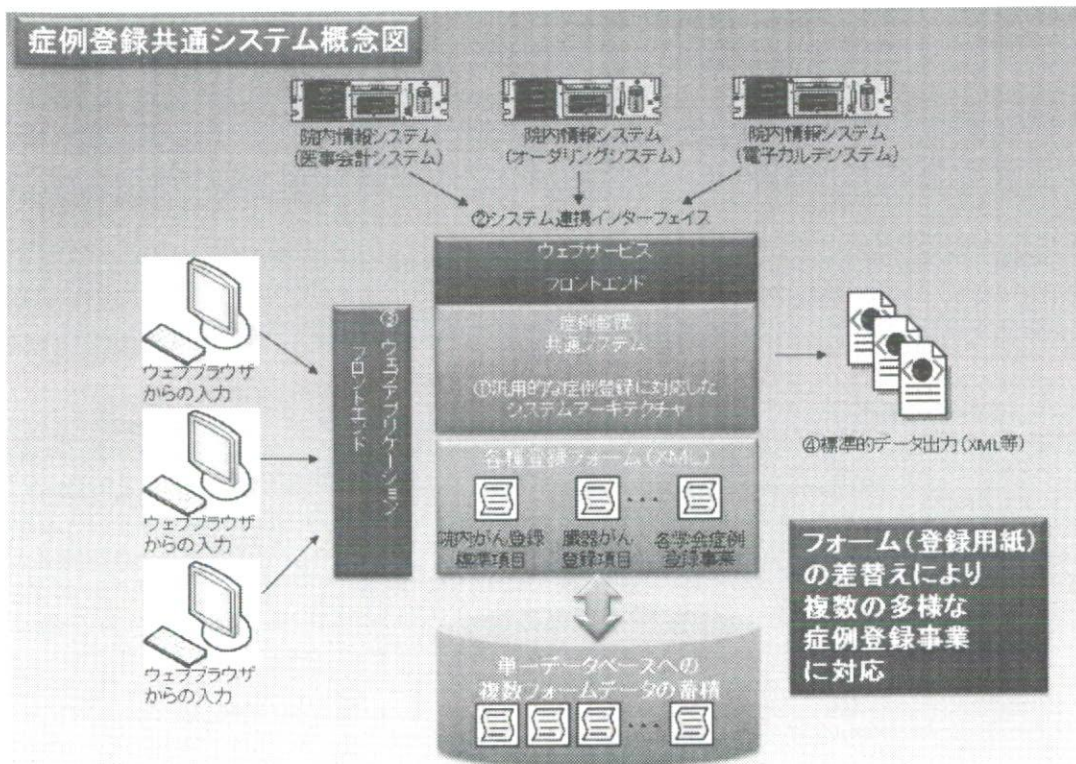 症例登録共通システム概念図
院内情報システム
(医事会計システム)
院内情報システム
(オーダリングシステム)
院内情報システム
(電子カルテシステム)
②システム連携インターフェイス
ウェブサービス
フロントエンド
症例登録
共通システム
①汎用的な症例登録に対応した
システムアーキテクチャ
③ウェブアプリケーション
フロントエンド
ウェブブラウザ
からの入力
ウェブブラウザ
からの入力
ウェブブラウザ
からの入力
各種登録フォーム(XML)
院内がん登録
標準項目
臓器がん
登録項目
...
各学会症例
登録事業
④標準的データ出力(XML等)
フォーム(登録用紙)
の差替えにより
複数の多様な
症例登録事業
に対応
単一データベースへの
複数フォームデータの蓄積
...